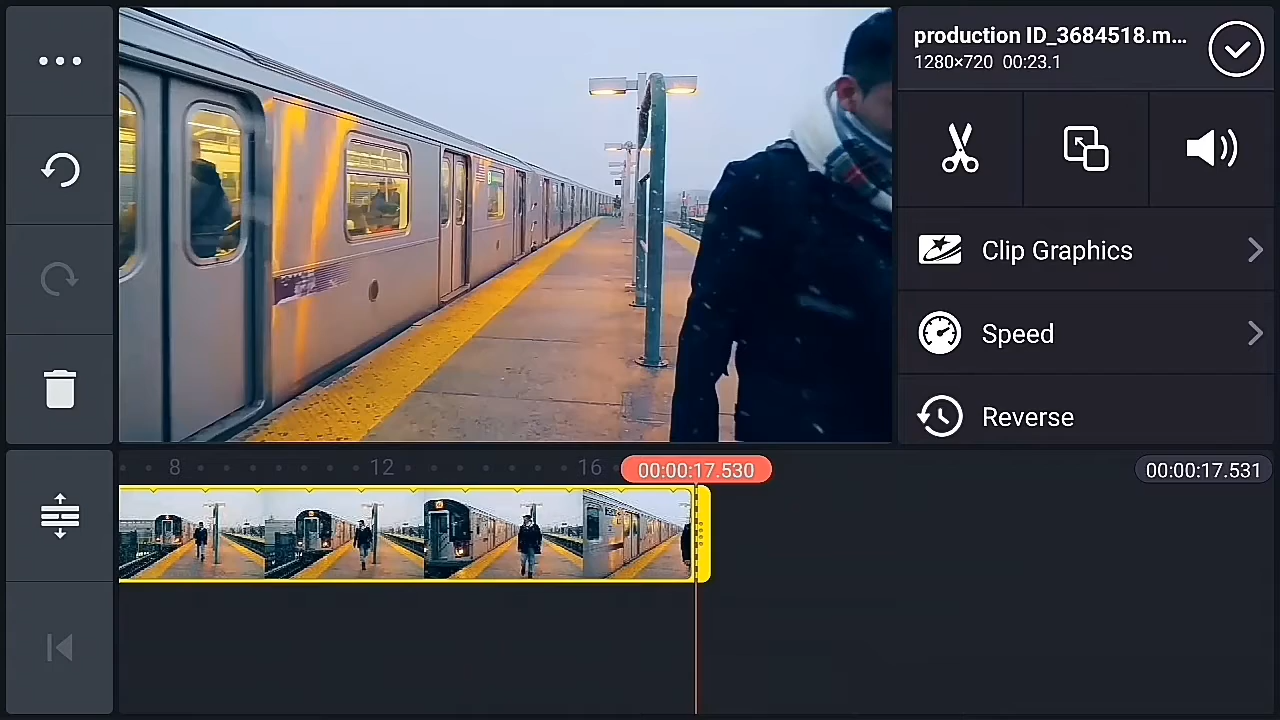 production ID_3684518.m...
1280×720 00:23.1
Clip Graphics
Speed
Reverse
8
12
16
00:00:17.530
00:00:17.531